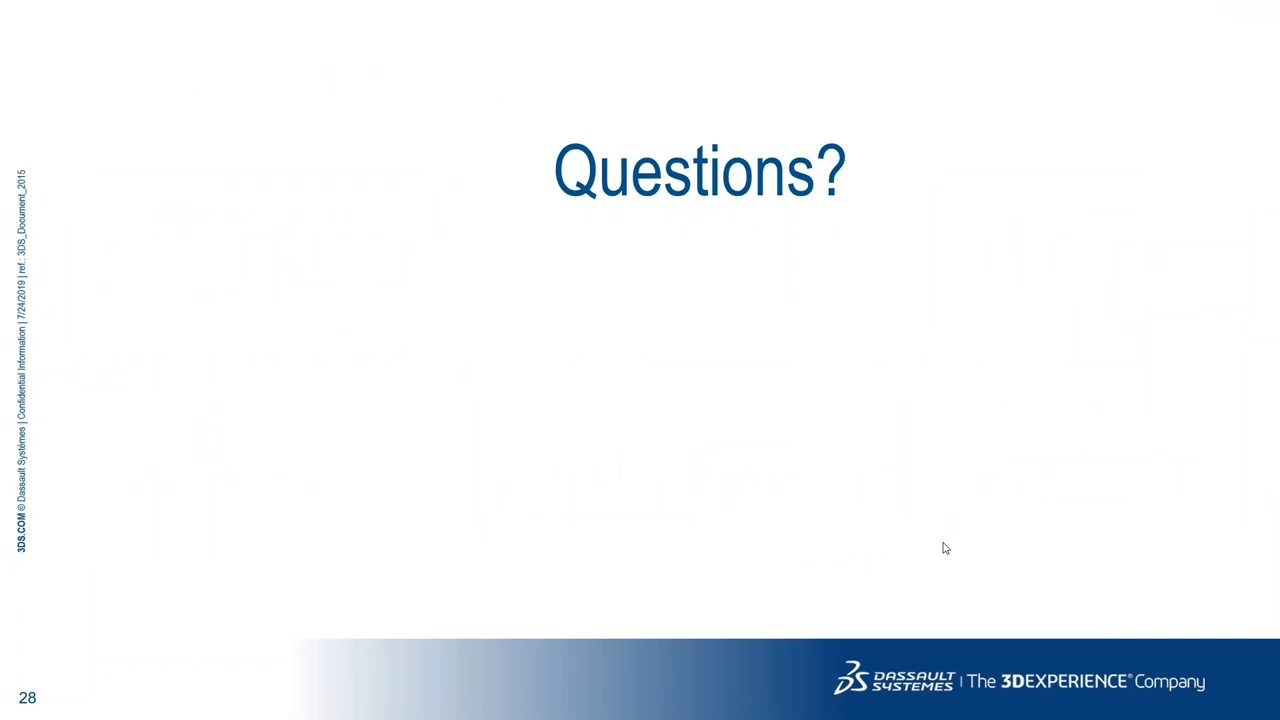 Questions?
3DS.COM © Dassault Systèmes | Confidential Information | 7/24/2019 | ref.: 3DS_Document_2015
DASSAULT
SYSTEMES | The 3DEXPERIENCE® Company
28